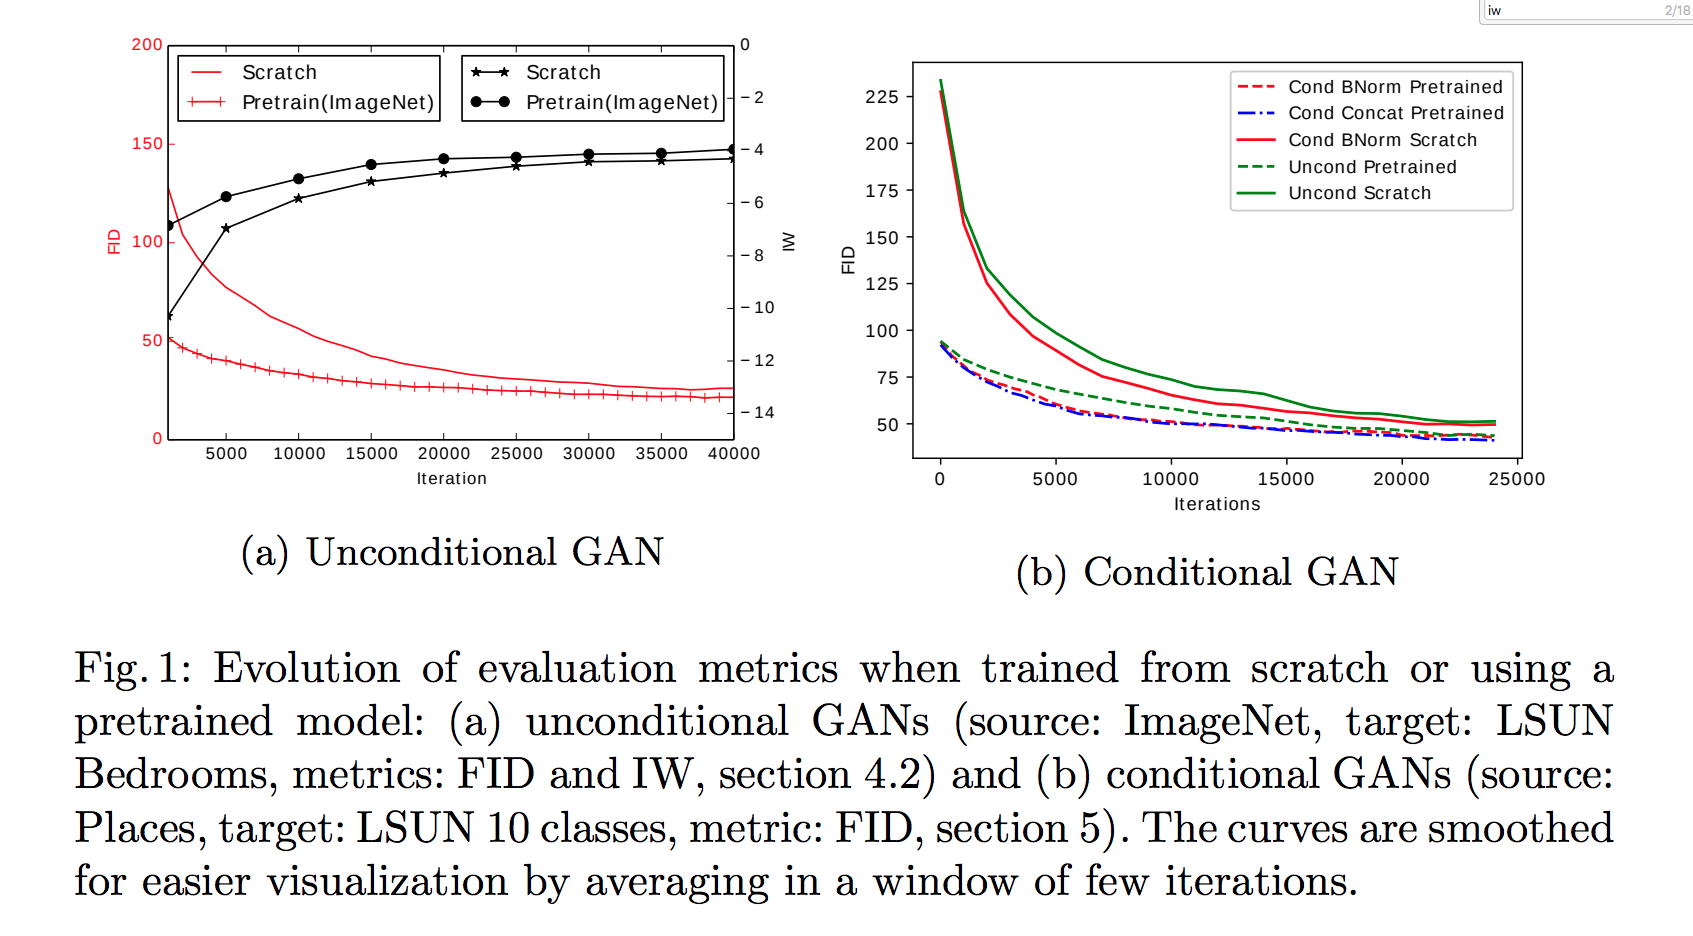 iw 2/18
200
150
100
50
0
FID
Scratch
Pretrain(ImageNet)
Scratch
Pretrain(ImageNet)
0
−2
−4
−6
−8
−10
−12
−14
IW
5000 10000 15000 20000 25000 30000 35000 40000
Iteration
(a) Unconditional GAN
225
200
175
150
125
100
75
50
FID
Cond BNorm Pretrained
Cond Concat Pretrained
Cond BNorm Scratch
Uncond Pretrained
Uncond Scratch
0 5000 10000 15000 20000 25000
Iterations
(b) Conditional GAN
Fig. 1: Evolution of evaluation metrics when trained from scratch or using a
pretrained model: (a) unconditional GANs (source: ImageNet, target: LSUN
Bedrooms, metrics: FID and IW, section 4.2) and (b) conditional GANs (source:
Places, target: LSUN 10 classes, metric: FID, section 5). The curves are smoothed
for easier visualization by averaging in a window of few iterations.